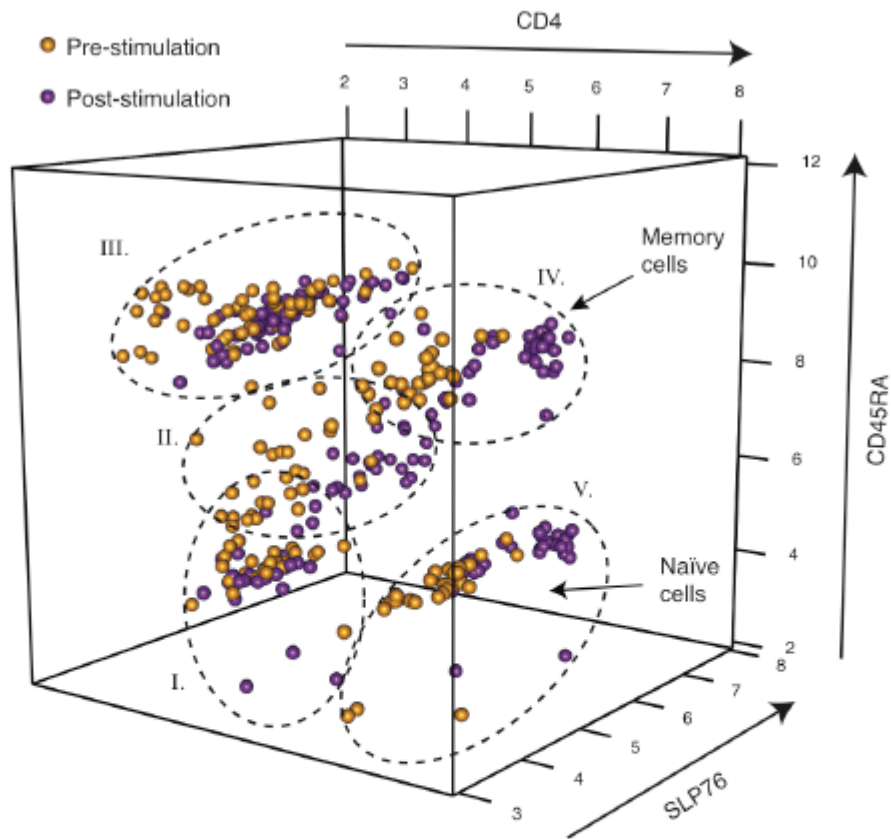 CD4
Pre-stimulation
Post-stimulation
2 3 4 5 6 7 8
12
10
8
6
4
2
CD45RA
8
7
6
5
4
3
SLP76
III.
Memory
cells
IV.
II.
V.
Naïve
cells
I.